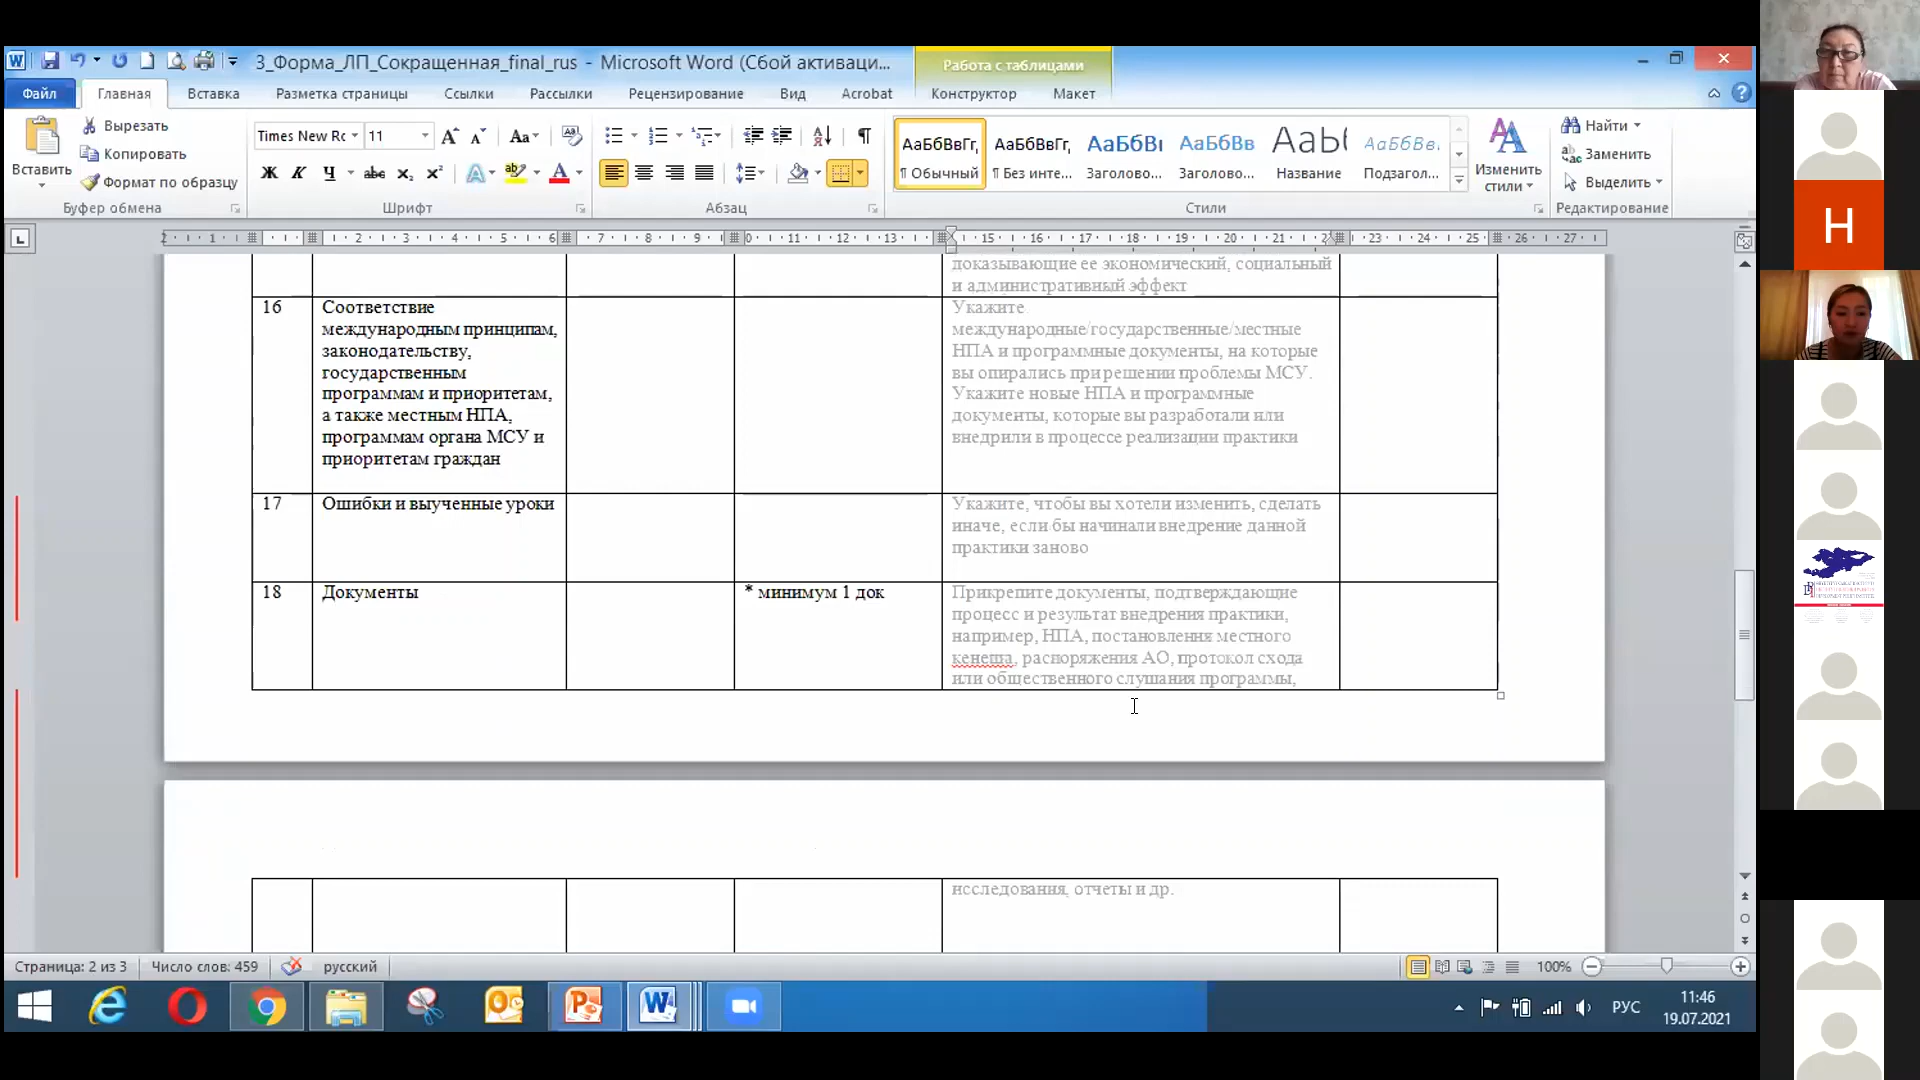 3_Форма_ЛП_Сокращенная_final_rus - Microsoft Word (Сбой активаци...
Работа с таблицами
Файл
Главная
Вставка
Разметка страницы
Ссылки
Рассылки
Рецензирование
Вид
Acrobat
Конструктор
Макет
Вставить
Вырезать
Копировать
Формат по образцу
Буфер обмена
Times New Rc
11
Ж К Ч abc x₂ x²
Шрифт
Абзац
АаБбВвГг,
¶ Обычный
АаБбВвГг,
¶ Без инте...
АаБбВı
Заголово...
АаБбВв
Заголово...
АаЫ
Название
АаБбВв.
Подзагол...
Изменить
стили
Стили
Найти
Заменить
Выделить
Редактирование
доказывающие ее экономический, социальный
и административный эффект
16
Соответствие
международным принципам,
законодательству,
государственным
программам и приоритетам,
а также местным НПА,
программам органа МСУ и
приоритетам граждан
Укажите
международные/государственные/местные
НПА и программные документы, на которые
вы опирались при решении проблемы МСУ.
Укажите новые НПА и программные
документы, которые вы разработали или
внедрили в процессе реализации практики
17
Ошибки и выученные уроки
Укажите, чтобы вы хотели изменить, сделать
иначе, если бы начинали внедрение данной
практики заново
18
Документы
* минимум 1 док
Прикрепите документы, подтверждающие
процесс и результат внедрения практики,
например, НПА, постановления местного
кенеша, распоряжения АО, протокол схода
или общественного слушания программы,
исследования, отчеты и др.
Страница: 2 из 3
Число слов: 459
русский
100%
РУС
11:46
19.07.2021
Н